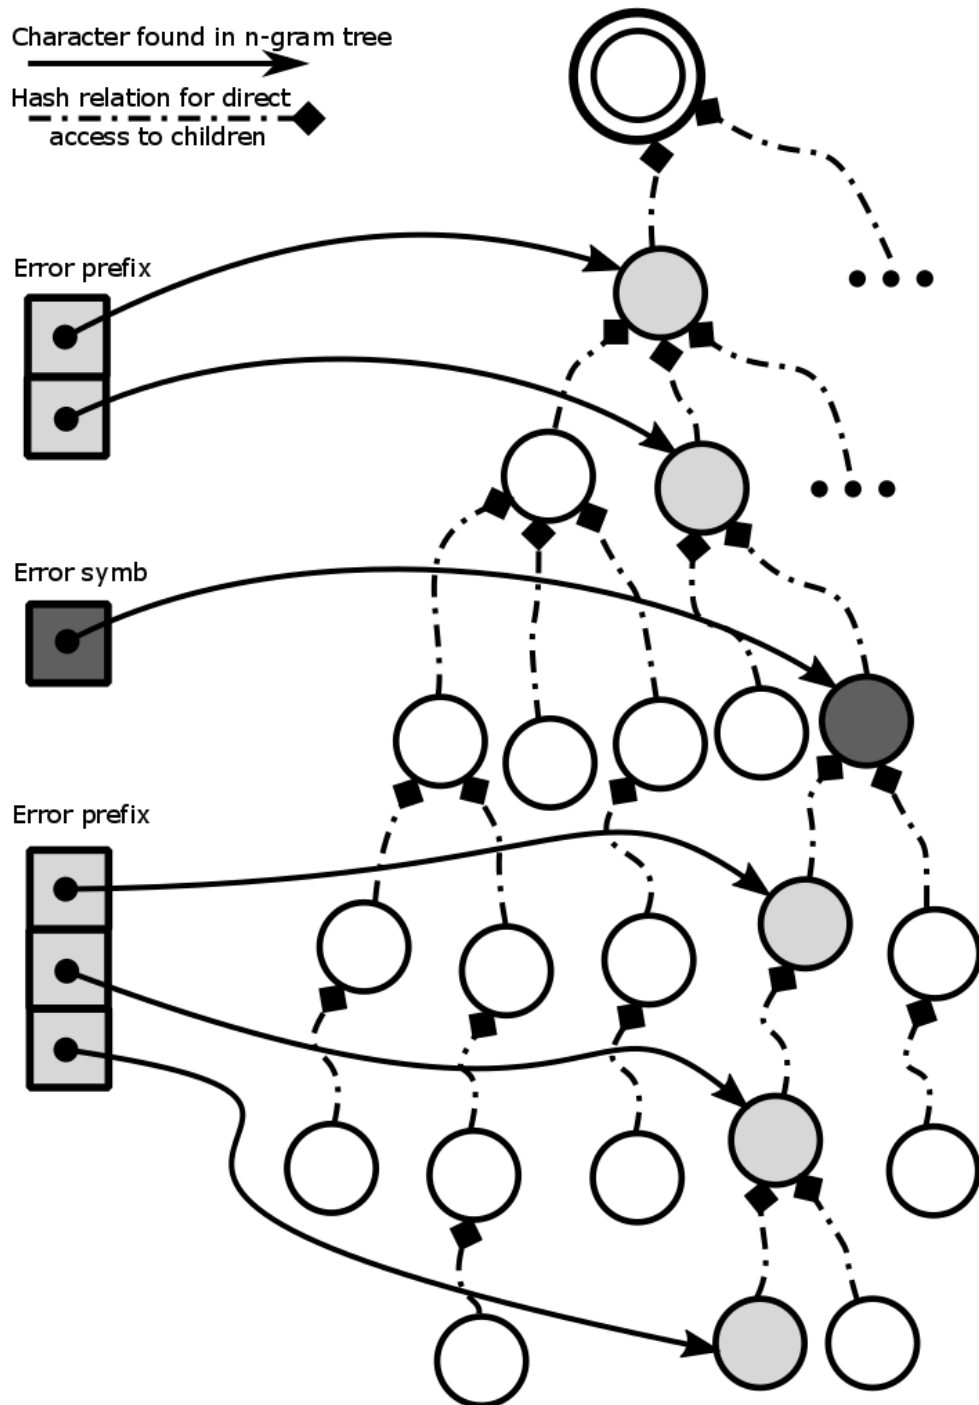 Character found in n-gram tree
Hash relation for direct
access to children
Error prefix
Error symb
Error prefix